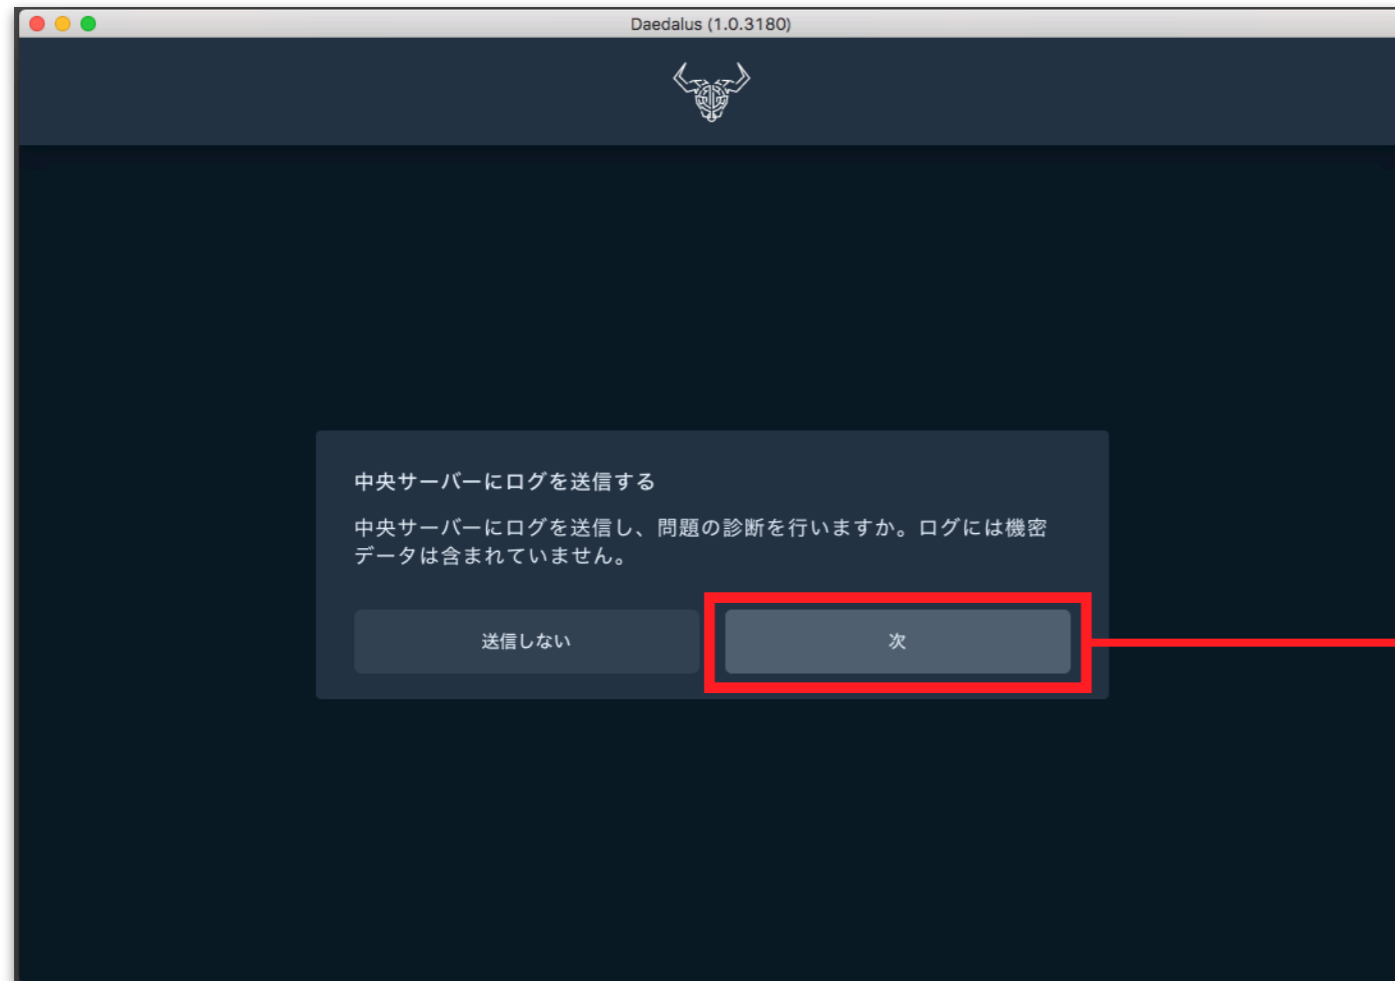 Daedalus (1.0.3180)
中央サーバーにログを送信する
中央サーバーにログを送信し、問題の診断を行いますか。ログには機密
データは含まれていません。
送信しない
次